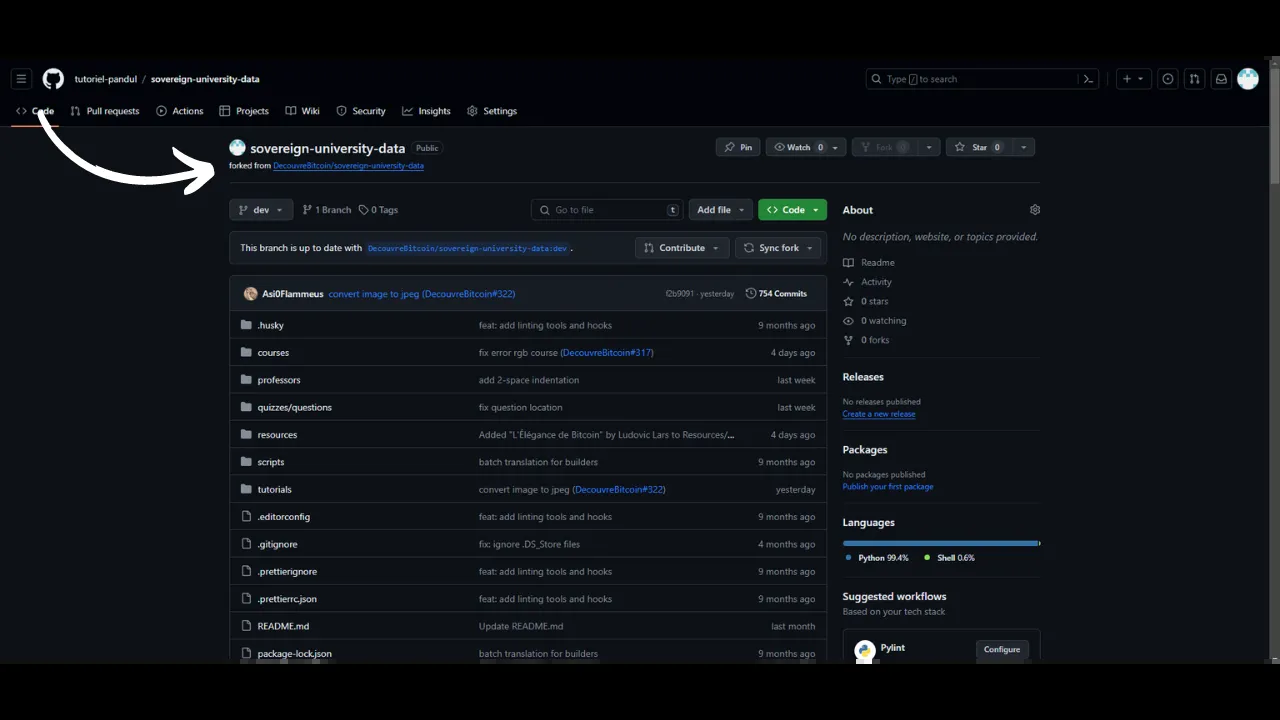 tutoriel-pandul / sovereign-university-data
Type / to search
Code Pull requests Actions Projects Wiki Security Insights Settings
sovereign-university-data Public
Pin Watch 0 Fork 0 Star 0
forked from DecouvreBitcoin/sovereign-university-data
dev 1 Branch 0 Tags Go to file t Add file Code
This branch is up to date with DecouvreBitcoin/sovereign-university-data:dev . Contribute Sync fork
Asi0Flammeus convert image to jpeg (DecouvreBitcoin#322) f2b9091 · yesterday 754 Commits
.husky feat: add linting tools and hooks 9 months ago
courses fix error rgb course (DecouvreBitcoin#317) 4 days ago
professors add 2-space indentation last week
quizzes/questions fix question location last week
resources Added "L'Élégance de Bitcoin" by Ludovic Lars to Resources/... 4 days ago
scripts batch translation for builders 9 months ago
tutorials convert image to jpeg (DecouvreBitcoin#322) yesterday
.editorconfig feat: add linting tools and hooks 9 months ago
.gitignore fix: ignore .DS_Store files 4 months ago
.prettierignore feat: add linting tools and hooks 9 months ago
.prettierrc.json feat: add linting tools and hooks 9 months ago
README.md Update README.md last month
package-lock.json batch translation for builders 9 months ago
About
No description, website, or topics provided.
Readme
Activity
0 stars
0 watching
0 forks
Releases
No releases published
Create a new release
Packages
No packages published
Publish your first package
Languages
Python 99.4% Shell 0.6%
Suggested workflows
Based on your tech stack
Pylint Configure